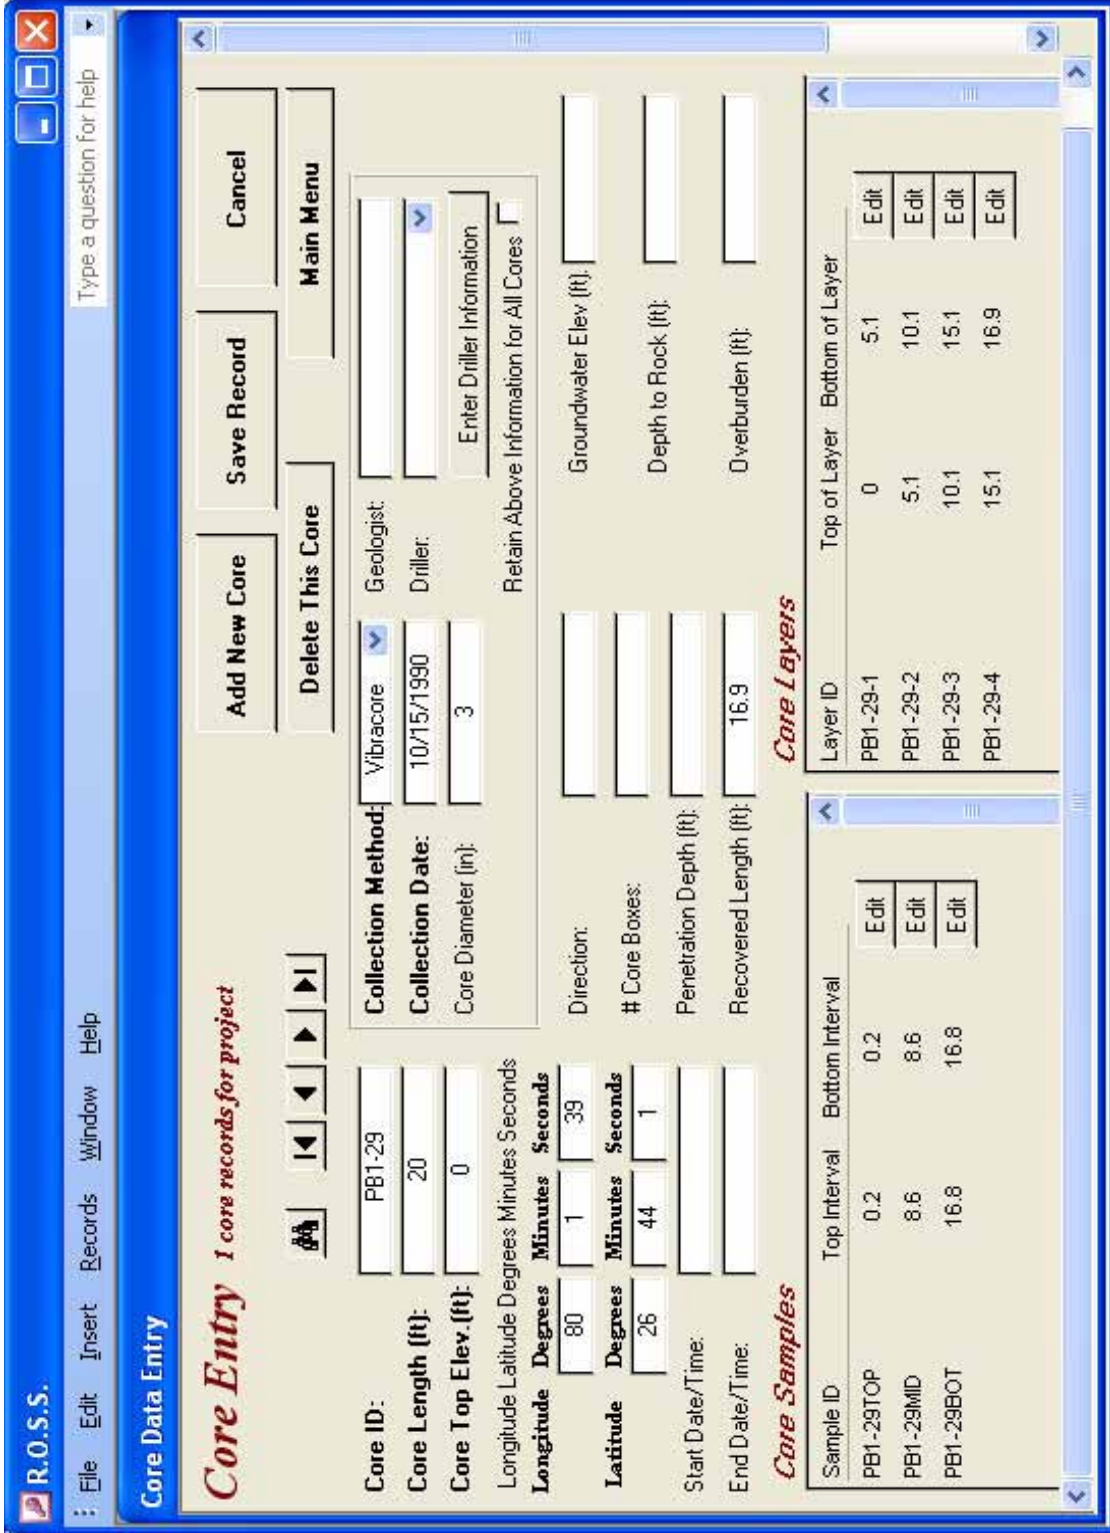 R.O.S.S.
File Edit Insert Records Window Help Type a question for help
Core Data Entry
Core Entry 1 core records for project
Add New Core Save Record Cancel
Delete This Core Main Menu
Core ID: PB1-29 Collection Method: Vibracore Geologist:
Core Length (ft): 20 Collection Date: 10/15/1990 Driller:
Core Top Elev.(ft): 0 Core Diameter (in): 3 Enter Driller Information
Longitude Latitude Degrees Minutes Seconds Retain Above Information for All Cores
Longitude Degrees Minutes Seconds
80 1 39 Direction: Groundwater Elev (ft):
Latitude Degrees Minutes Seconds
26 44 1 # Core Boxes: Depth to Rock (ft):
Start Date/Time: Penetration Depth (ft):
End Date/Time: Recovered Length (ft): 16.9 Overburden (ft):
Core Samples
Sample ID Top Interval Bottom Interval
PB1-29TOP 0.2 0.2 Edit
PB1-29MID 8.6 8.6 Edit
PB1-29BOT 16.8 16.8 Edit
Core Layers
Layer ID Top of Layer Bottom of Layer
PB1-29-1 0 5.1 Edit
PB1-29-2 5.1 10.1 Edit
PB1-29-3 10.1 15.1 Edit
PB1-29-4 15.1 16.9 Edit